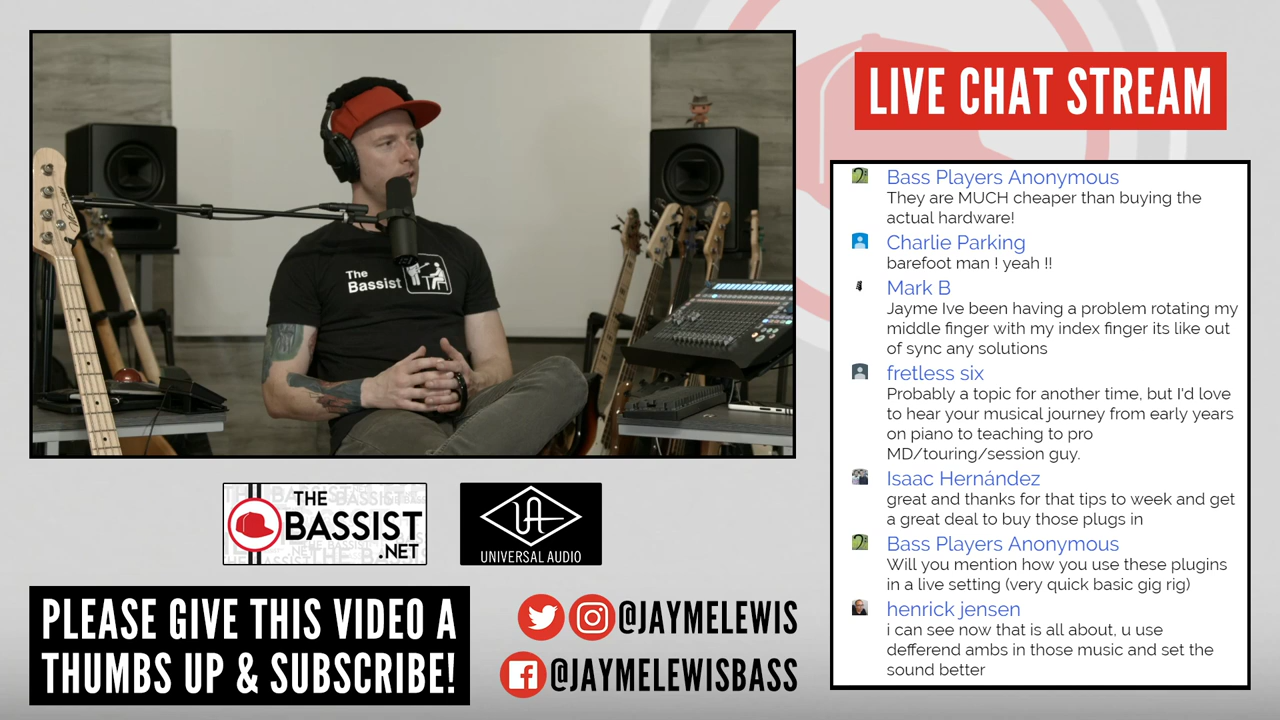 LIVE CHAT STREAM
Bass Players Anonymous
They are MUCH cheaper than buying the
actual hardware!
Charlie Parking
barefoot man ! yeah !!
Mark B
Jayme Ive been having a problem rotating my
middle finger with my index finger its like out
of sync any solutions
fretless six
Probably a topic for another time, but I'd love
to hear your musical journey from early years
on piano to teaching to pro
MD/touring/session guy.
Isaac Hernández
great and thanks for that tips to week and get
a great deal to buy those plugs in
Bass Players Anonymous
Will you mention how you use these plugins
in a live setting (very quick basic gig rig)
henrick jensen
i can see now that is all about, u use
defferend ambs in those music and set the
sound better
The
Bassist
THE
BASSIST
.NET
UA
UNIVERSAL AUDIO
PLEASE GIVE THIS VIDEO A
THUMBS UP & SUBSCRIBE!
@JAYMELEWIS
@JAYMELEWISBASS